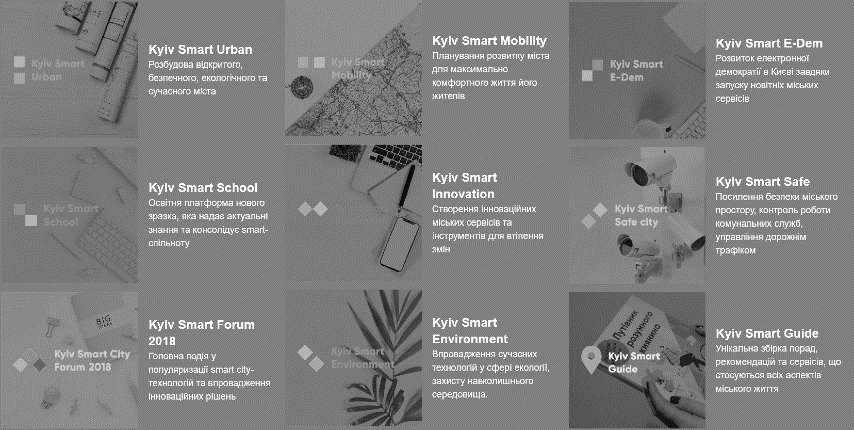 Kyiv Smart
Urban
Kyiv Smart Urban
Розбудова відкритого,
безпечного, екологічного та
сучасного міста
Kyiv Smart
Mobility
Kyiv Smart Mobility
Планування розвитку міста
для максимально
комфортного життя його
жителів
Kyiv Smart
E-Dem
Kyiv Smart E-Dem
Розвиток електронної
демократії в Києві завдяки
запуску новітніх міських
сервісів
Kyiv Smart
School
Kyiv Smart School
Освітня платформа нового
зразка, яка надає актуальні
знання та консолідує smart-
спільноту
Kyiv Smart
Innovation
Створення інноваційних
міських сервісів та
інструментів для втілення
змін
Kyiv Smart
Safe city
Kyiv Smart Safe
Посилення безпеки міського
простору, контроль роботи
комунальних служб,
управління дорожнім
трафіком
BIG
IDEAS
Kyiv Smart City
Forum 2018
Kyiv Smart Forum
2018
Головна подія у
популяризації smart city-
технологій та впровадження
інноваційних рішень
Kyiv Smart
Environment
Kyiv Smart
Environment
Впровадження сучасних
технологій у сфері екології,
захисту навколишнього
середовища.
Путівник
розумного
киянина
Kyiv Smart
Guide
Kyiv Smart Guide
Унікальна збірка порад,
рекомендацій та сервісів, що
стосуються всіх аспектів
міського життя